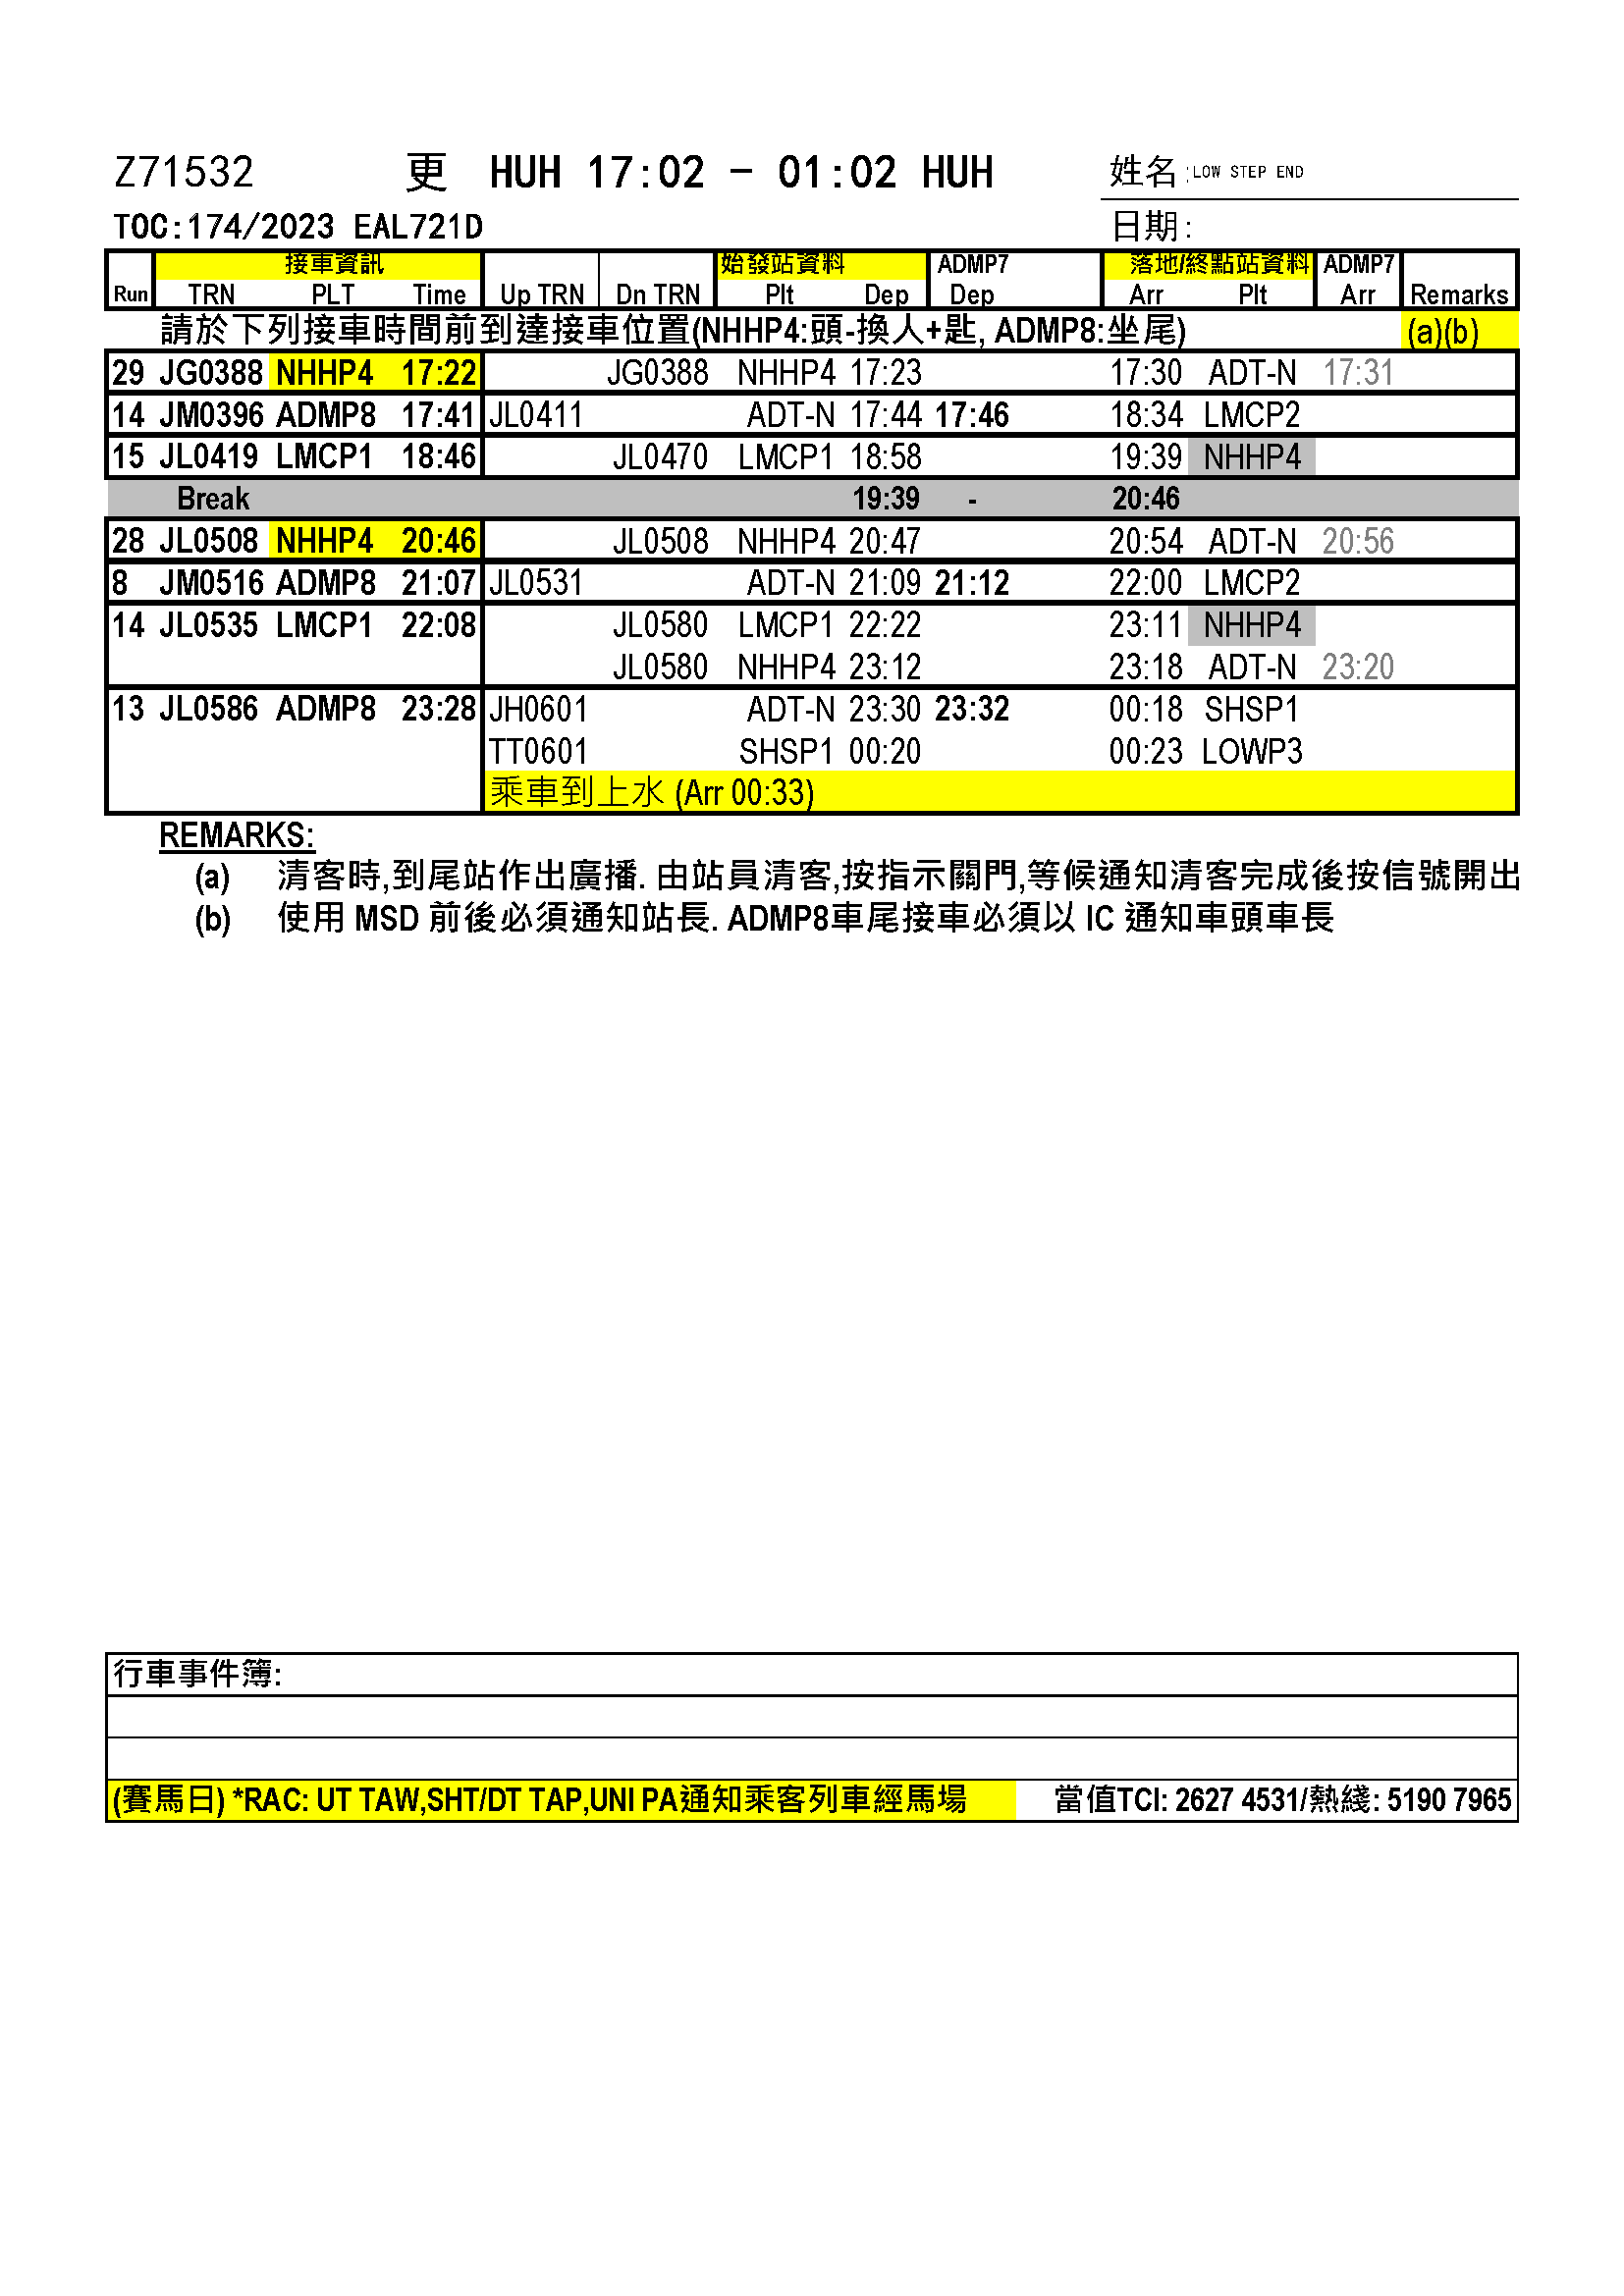 Z71532 更 HUH 17:02 - 01:02 HUH 姓名:LOW STEP END
TOC:174/2023 EAL721D 日期:
接車資訊 始發站資料 ADMP7 落地/終點站資料 ADMP7
Run TRN PLT Time Up TRN Dn TRN Plt Dep Dep Arr Plt Arr Remarks
請於下列接車時間前到達接車位置(NHHP4:頭-換人+匙, ADMP8:坐尾) (a)(b)
29 JG0388 NHHP4 17:22 JG0388 NHHP4 17:23 17:30 ADT-N 17:31
14 JM0396 ADMP8 17:41 JL0411 ADT-N 17:44 17:46 18:34 LMCP2
15 JL0419 LMCP1 18:46 JL0470 LMCP1 18:58 19:39 NHHP4
Break 19:39 - 20:46
28 JL0508 NHHP4 20:46 JL0508 NHHP4 20:47 20:54 ADT-N 20:56
8 JM0516 ADMP8 21:07 JL0531 ADT-N 21:09 21:12 22:00 LMCP2
14 JL0535 LMCP1 22:08 JL0580 LMCP1 22:22 23:11 NHHP4
JL0580 NHHP4 23:12 23:18 ADT-N 23:20
13 JL0586 ADMP8 23:28 JH0601 ADT-N 23:30 23:32 00:18 SHSP1
TT0601 SHSP1 00:20 00:23 LOWP3
乘車到上水 (Arr 00:33)
REMARKS:
(a) 清客時,到尾站作出廣播. 由站員清客,按指示關門,等候通知清客完成後按信號開出
(b) 使用 MSD 前後必須通知站長. ADMP8車尾接車必須以 IC 通知車頭車長
行車事件簿:
(賽馬日) *RAC: UT TAW,SHT/DT TAP,UNI PA通知乘客列車經馬場 當值TCI: 2627 4531/熱綫: 5190 7965